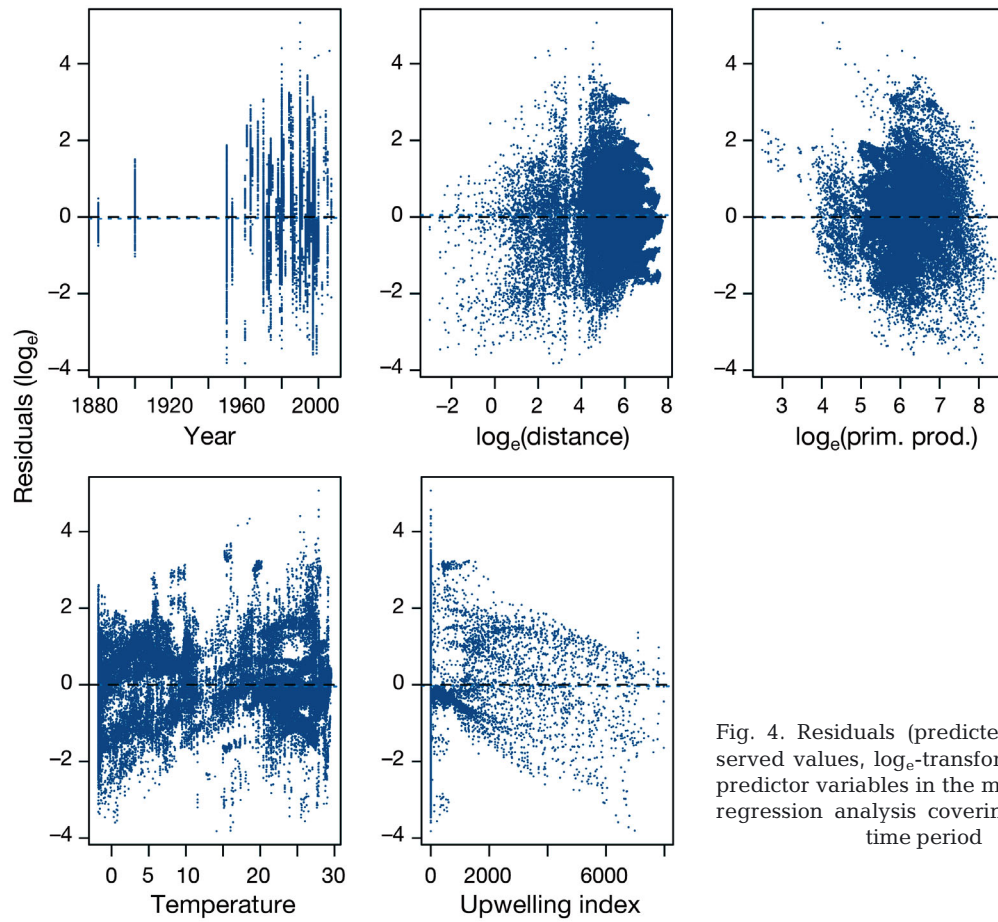 Residuals (logₑ)
4
2
0
−2
−4
1880 1920 1960 2000
Year
−2 0 2 4 6 8
logₑ(distance)
4
2
0
−2
−4
3 4 5 6 7 8
logₑ(prim. prod.)
4
2
0
−2
−4
4
2
0
−2
−4
0 5 10 20 30
Temperature
4
2
0
−2
−4
0 2000 6000
Upwelling index
Fig. 4. Residuals (predicte
served values, logₑ-transfor
predictor variables in the m
regression analysis coverin
time period